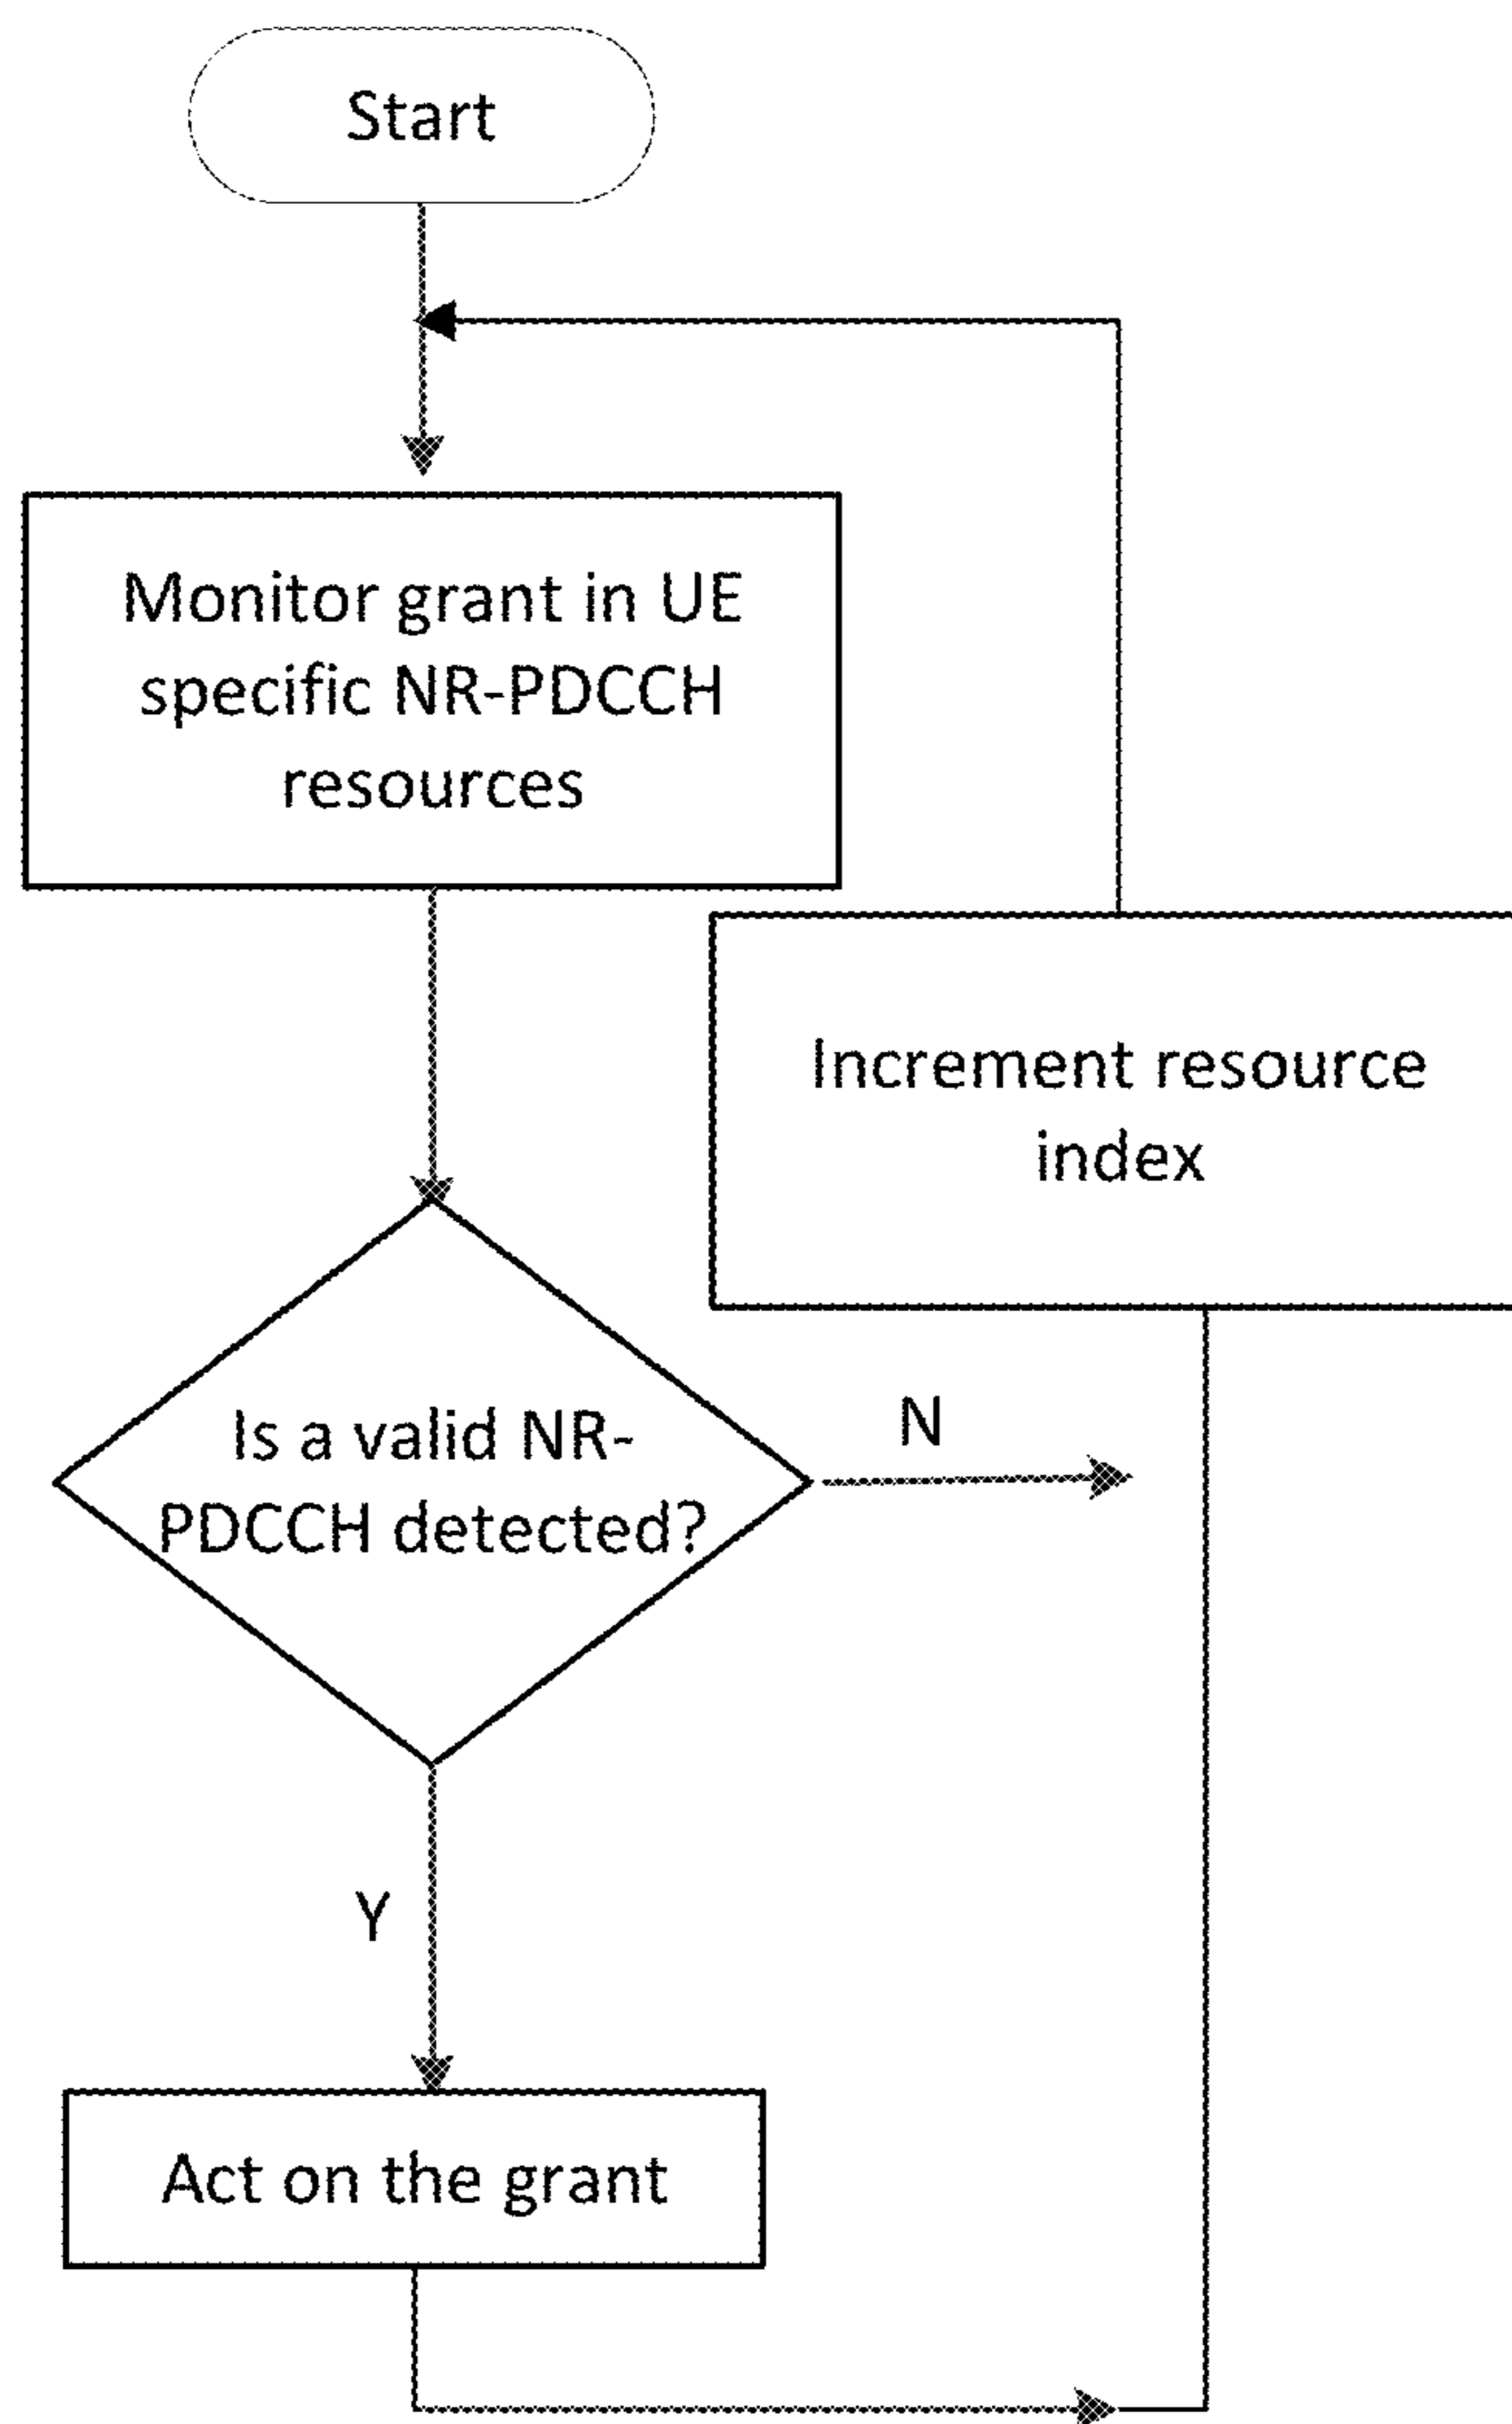 Start
Monitor grant in UE
specific NR-PDCCH
resources
Increment resource
index
Is a valid NR-
PDCCH detected?
N
Y
Act on the grant